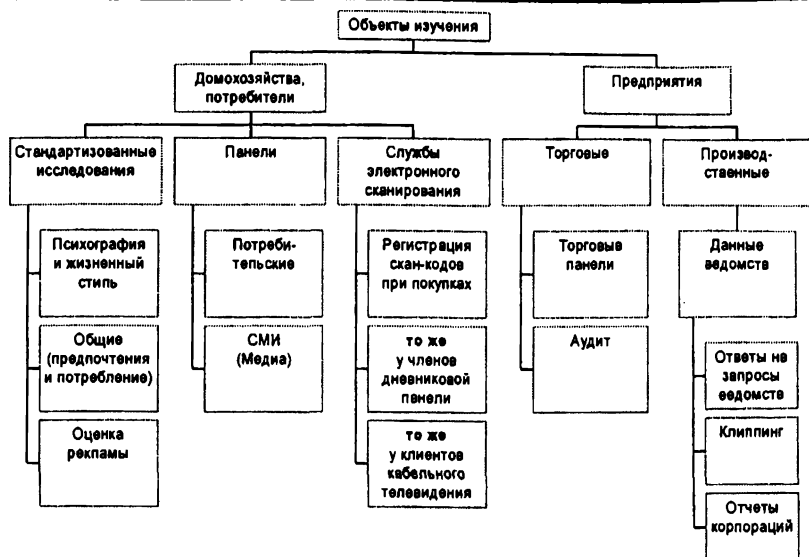 Объекты изучения
Домохозяйства,
потребители
Предприятия
Стандартизованные
исследования
Панели
Службы
электронного
сканирования
Торговые
Производ-
ственные
Психография
и жизненный
стиль
Потреби-
тельские
Регистрация
скан-кодов
при покупках
Торговые
панели
Данные
ведомств
Общие
(предпочтения
и потребление)
СМИ
(Медиа)
то же
у членов
дневниковой
панели
Аудит
Ответы не
запросы
ведомств
Оценка
рекламы
то же
у клиентов
кабельного
телевидения
Клиппинг
Отчеты
корпораций